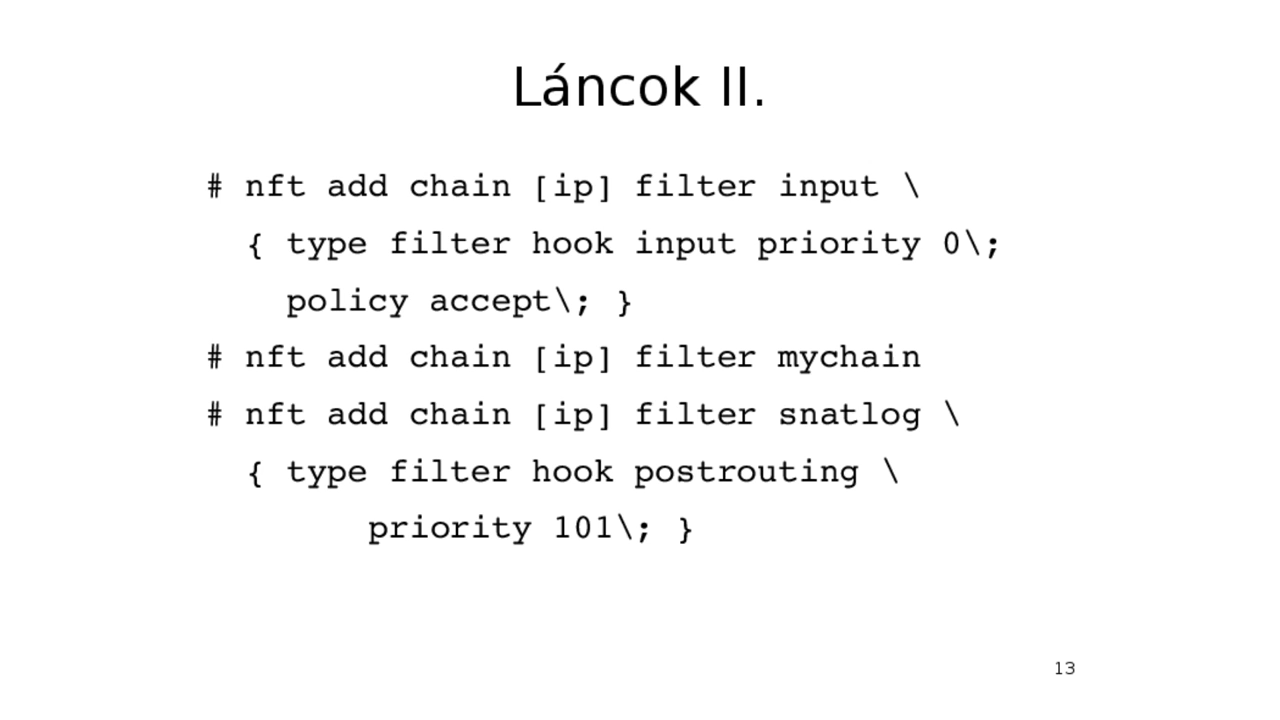 Láncok II.
# nft add chain [ip] filter input \
{ type filter hook input priority 0\;
policy accept\; }
# nft add chain [ip] filter mychain
# nft add chain [ip] filter snatlog \
{ type filter hook postrouting \
priority 101\; }
13